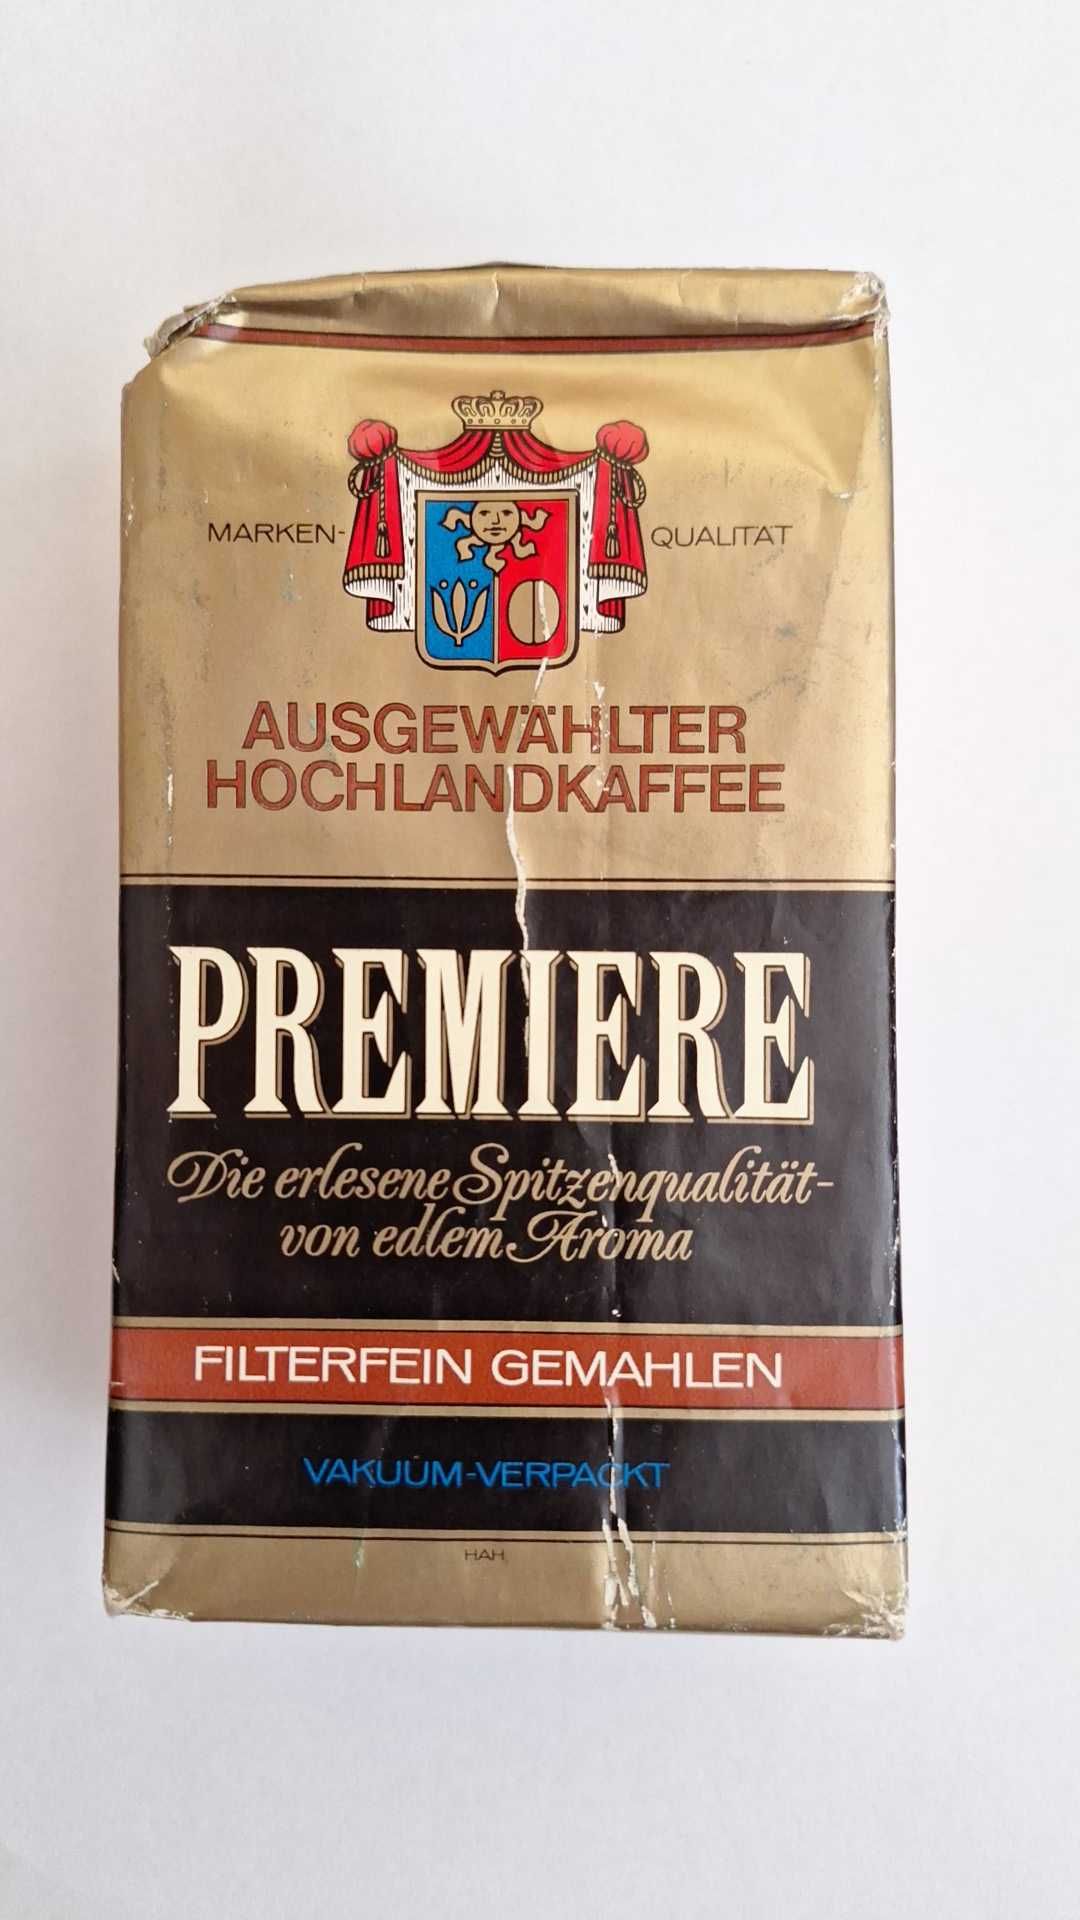 MARKEN- QUALITÄT
AUSGEWÄHLTER
HOCHLANDKAFFEE
PREMIERE
Die erlesene Spitzenqualität-
von edlem Aroma
FILTERFEIN GEMAHLEN
VAKUUM-VERPACKT
HAH